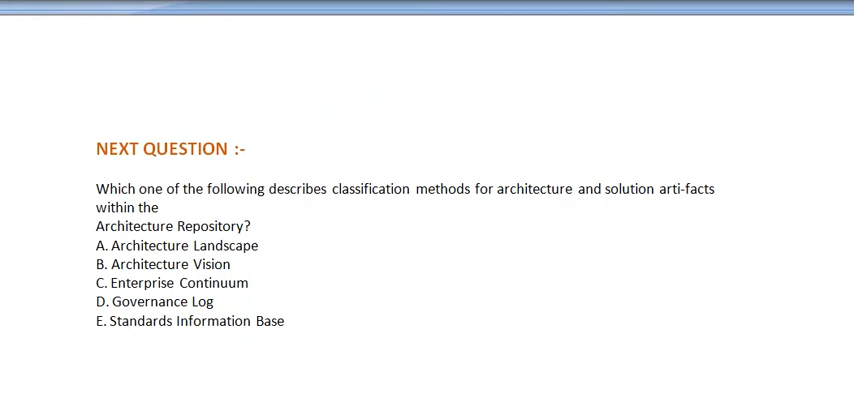 NEXT QUESTION :-
Which one of the following describes classification methods for architecture and solution arti-facts
within the
Architecture Repository?
A. Architecture Landscape
B. Architecture Vision
C. Enterprise Continuum
D. Governance Log
E. Standards Information Base